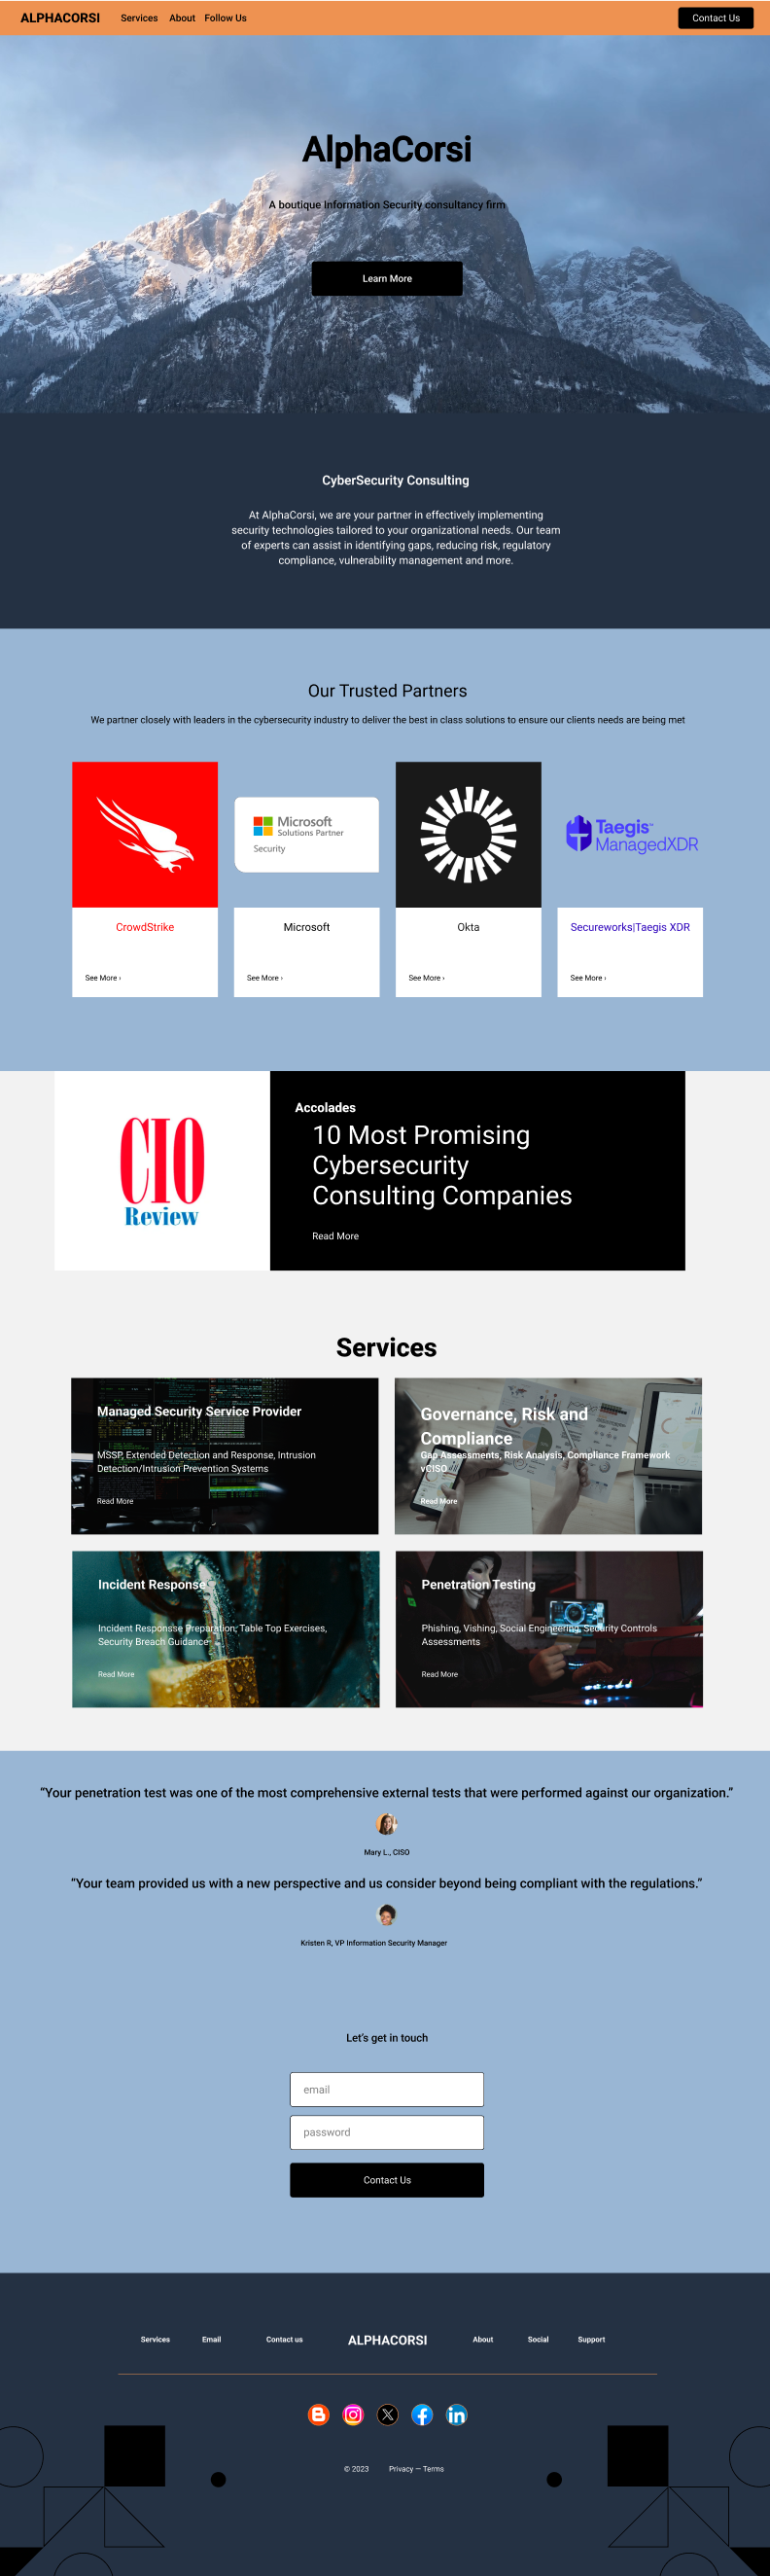 ALPHACORSI Services About Follow Us Contact Us
AlphaCorsi
A boutique Information Security consultancy firm
Learn More
CyberSecurity Consulting
At AlphaCorsi, we are your partner in effectively implementing
security technologies tailored to your organizational needs. Our team
of experts can assist in identifying gaps, reducing risk, regulatory
compliance, vulnerability management and more.
Our Trusted Partners
We partner closely with leaders in the cybersecurity industry to deliver the best in class solutions to ensure our clients needs are being met
Microsoft
Solutions Partner
Security
Taegis™
ManagedXDR
CrowdStrike
See More ›
Microsoft
See More ›
Okta
See More ›
Secureworks|Taegis XDR
See More ›
CIO
Review
Accolades
10 Most Promising
Cybersecurity
Consulting Companies
Read More
Services
Managed Security Service Provider
MSSP, Extended Detection and Response, Intrusion
Detection/Intrusion Prevention Systems
Read More
Governance, Risk and
Compliance
Gap Assessments, Risk Analysis, Compliance Framework
vCISO
Read More
Incident Response
Incident Responsse Preparation, Table Top Exercises,
Security Breach Guidance
Read More
Penetration Testing
Phishing, Vishing, Social Engineering, Security Controls
Assessments
Read More
“Your penetration test was one of the most comprehensive external tests that were performed against our organization.”
Mary L., CISO
“Your team provided us with a new perspective and us consider beyond being compliant with the regulations.”
Kristen R, VP Information Security Manager
Let's get in touch
email
password
Contact Us
Services Email Contact us ALPHACORSI About Social Support
© 2023 Privacy — Terms